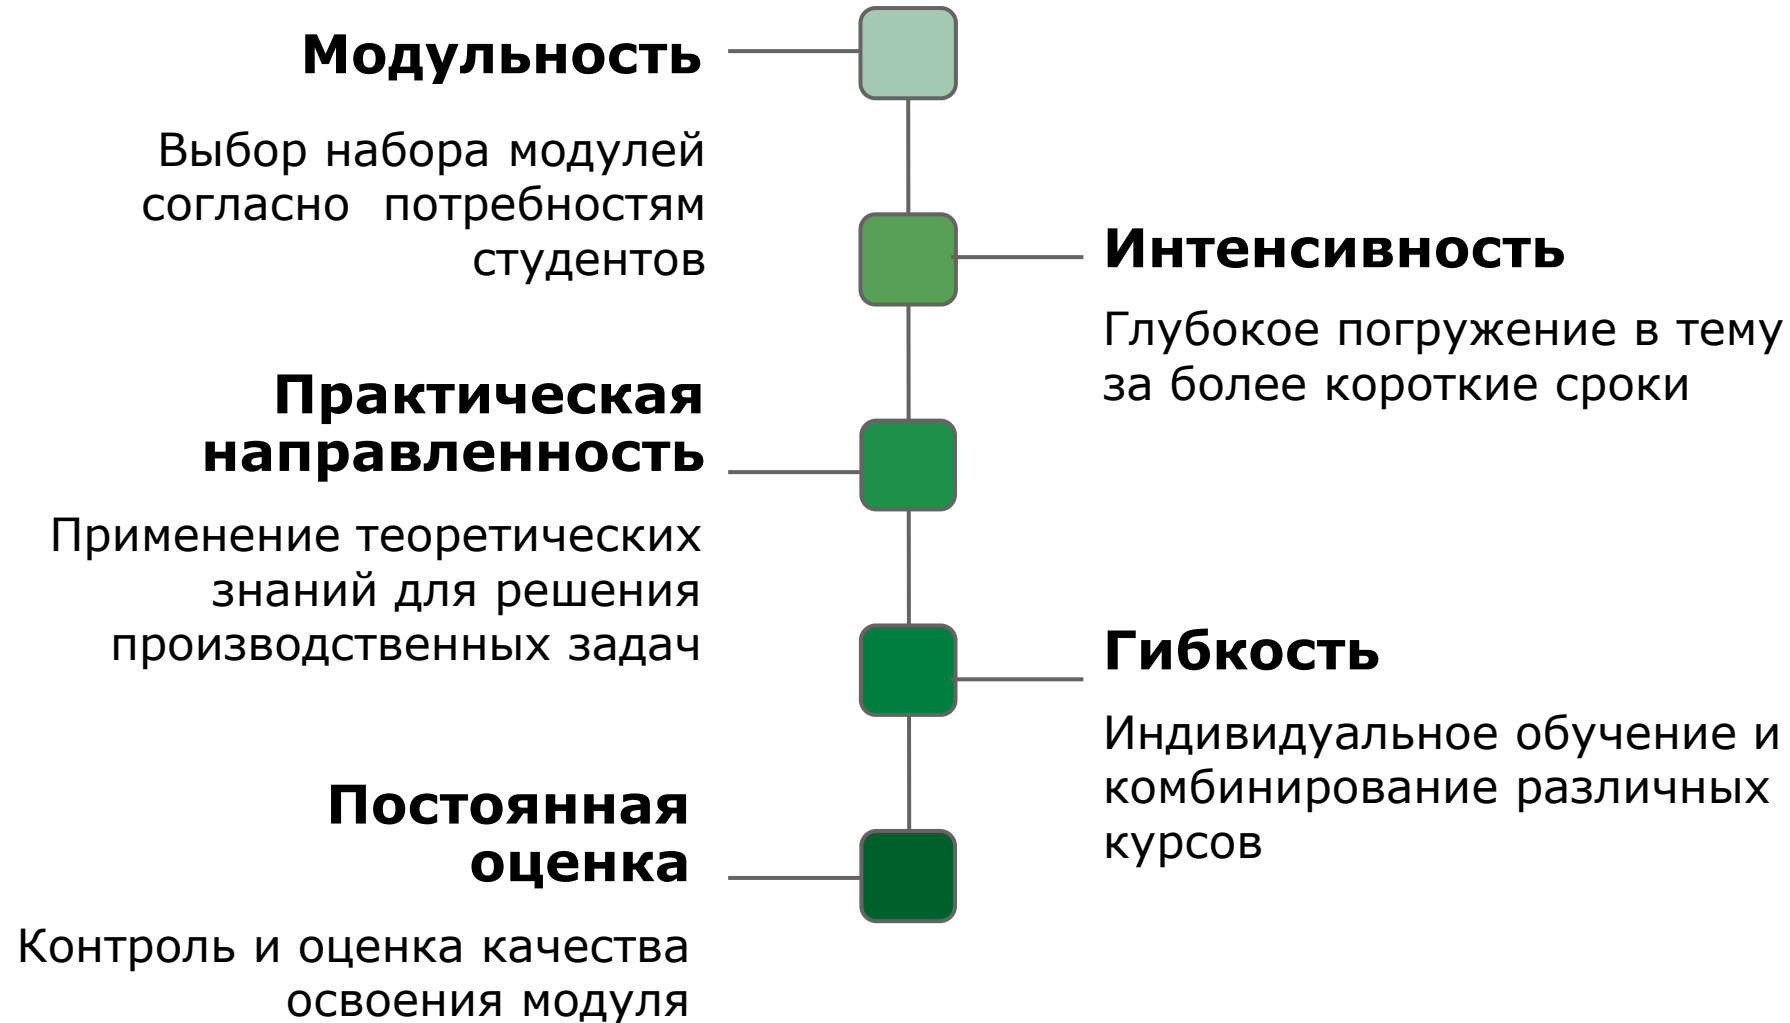 Модульность
Выбор набора модулей
согласно потребностям
студентов
Интенсивность
Глубокое погружение в тему
за более короткие сроки
Практическая
направленность
Применение теоретических
знаний для решения
производственных задач
Гибкость
Индивидуальное обучение и
комбинирование различных
курсов
Постоянная
оценка
Контроль и оценка качества
освоения модуля